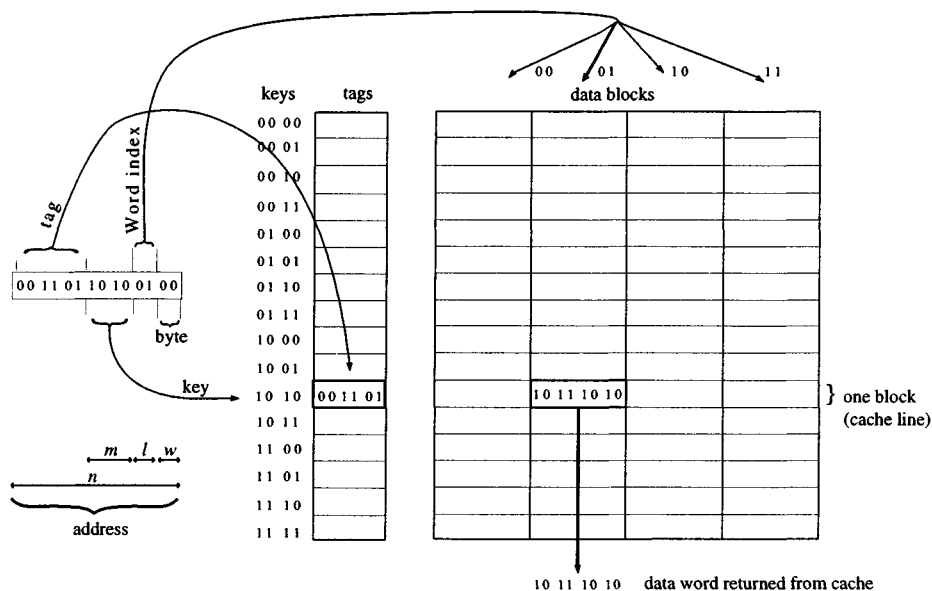 00 01 10 11
keys tags data blocks
00 00
00 01
00 10
00 11
01 00
01 01
01 10
01 11
10 00
10 01
10 10
10 11
11 00
11 01
11 10
11 11
tag
Word index
00 11 01 10 10 01 00
byte
key
00 11 01
10 11 10 10
} one block
(cache line)
m l w
n
address
10 11 10 10 data word returned from cache